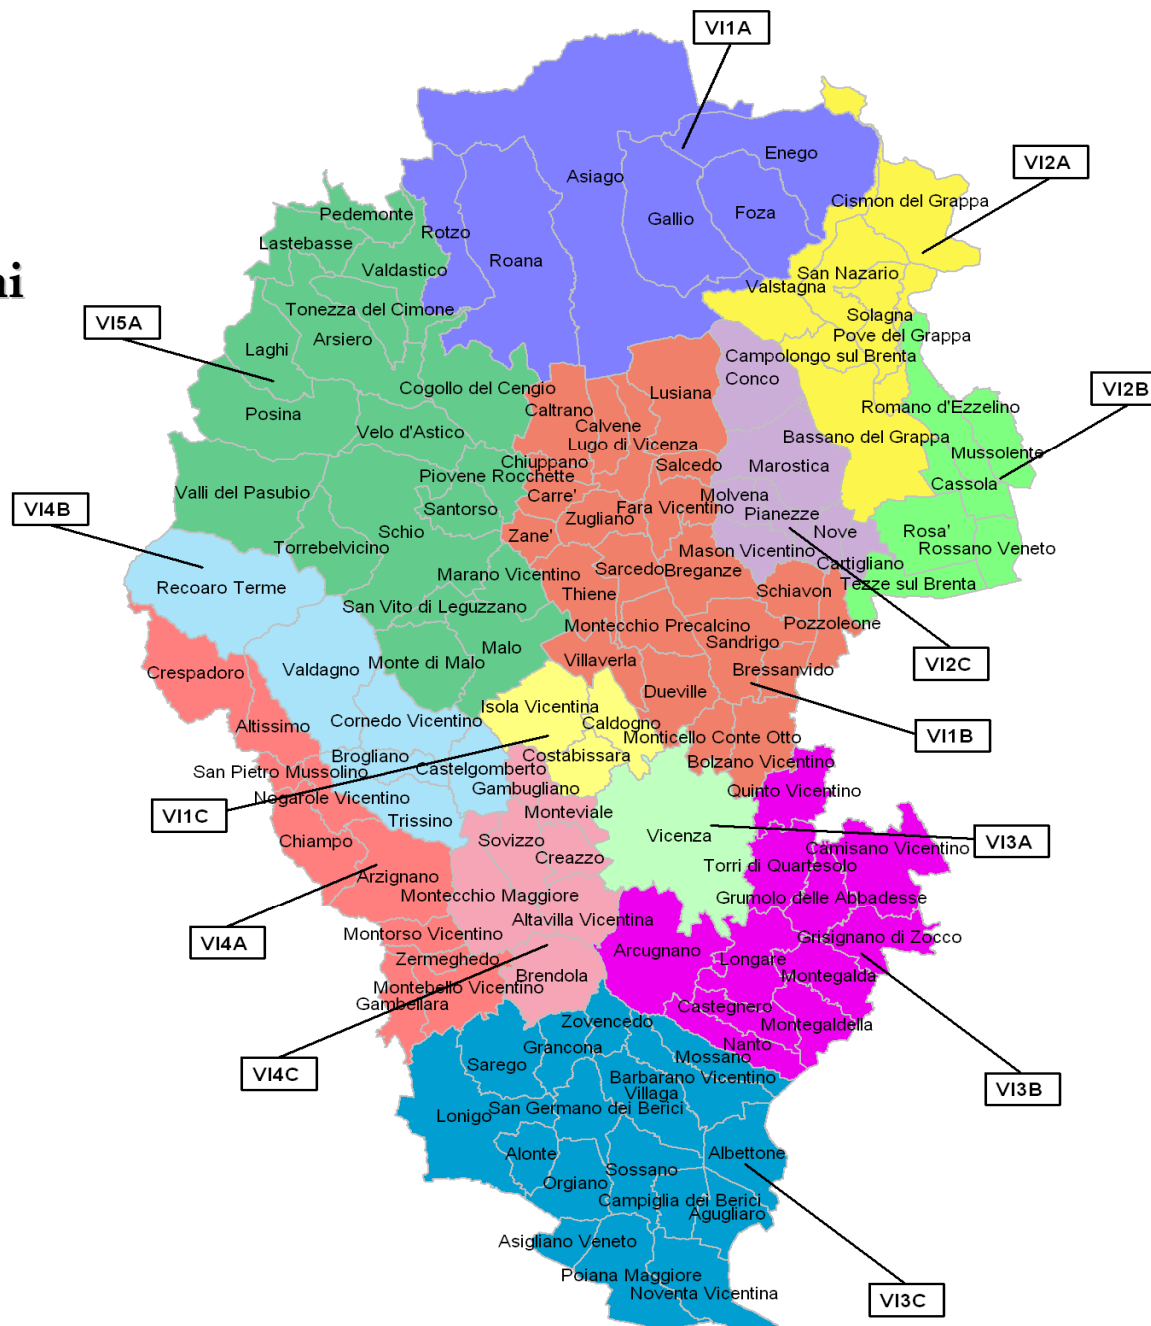 VI1A
Enego
VI2A
Asiago
Cismon del Grappa
Pedemonte
Foza
Gallio
Rotzo
Lastebasse
Roana
Valdastico
San Nazario
ni
Valstagna
Tonezza del Cimone
Solagna
VI5A
Pove del Grappa
Arsiero
Laghi
Campolongo sul Brenta
Conco
Cogollo del Cengio
VI2B
Lusiana
Romano d'Ezzelino
Caltrano
Posina
Calvene
Velo d'Astico
Bassano del Grappa
Lugo di Vicenza
Mussolente
Chiuppano
Salcedo
Marostica
Piovene Rocchette
Cassola
Valli del Pasubio
Carre'
Molvena
VI4B
Santorso
Fara Vicentino
Pianezze
Zugliano
Schio
Zane'
Nove
Rosa'
Torrebelvicino
Mason Vicentino
Rossano Veneto
Cartigliano
Sarcedo
Breganze
Marano Vicentino
Tezze sul Brenta
Recoaro Terme
Thiene
Schiavon
San Vito di Leguzzano
Montecchio Precalcino
Pozzoleone
Sandrigo
Malo
Villaverla
Monte di Malo
VI2C
Valdagno
Bressanvido
Crespadoro
Dueville
Isola Vicentina
Cornedo Vicentino
Caldogno
Altissimo
Monticello Conte Otto
VI1B
Brogliano
Costabissara
Bolzano Vicentino
Castelgomberto
San Pietro Mussolino
Gambugliano
Quinto Vicentino
Nogarole Vicentino
VI1C
Monteviale
Trissino
Vicenza
Chiampo
Sovizzo
VI3A
Camisano Vicentino
Creazzo
Torri di Quartesolo
Arzignano
Montecchio Maggiore
Grumolo delle Abbadesse
Altavilla Vicentina
Montorso Vicentino
Grisignano di Zocco
VI4A
Arcugnano
Zermeghedo
Longare
Brendola
Montegalda
Montebello Vicentino
Gambellara
Castegnero
Zovencedo
Montegaldella
Nanto
Grancona
Mossano
Sarego
VI4C
Barbarano Vicentino
VI3B
Villaga
San Germano dei Berici
Lonigo
Alonte
Albettone
Sossano
Orgiano
Campiglia dei Berici
Agugliaro
Asigliano Veneto
Poiana Maggiore
Noventa Vicentina
VI3C